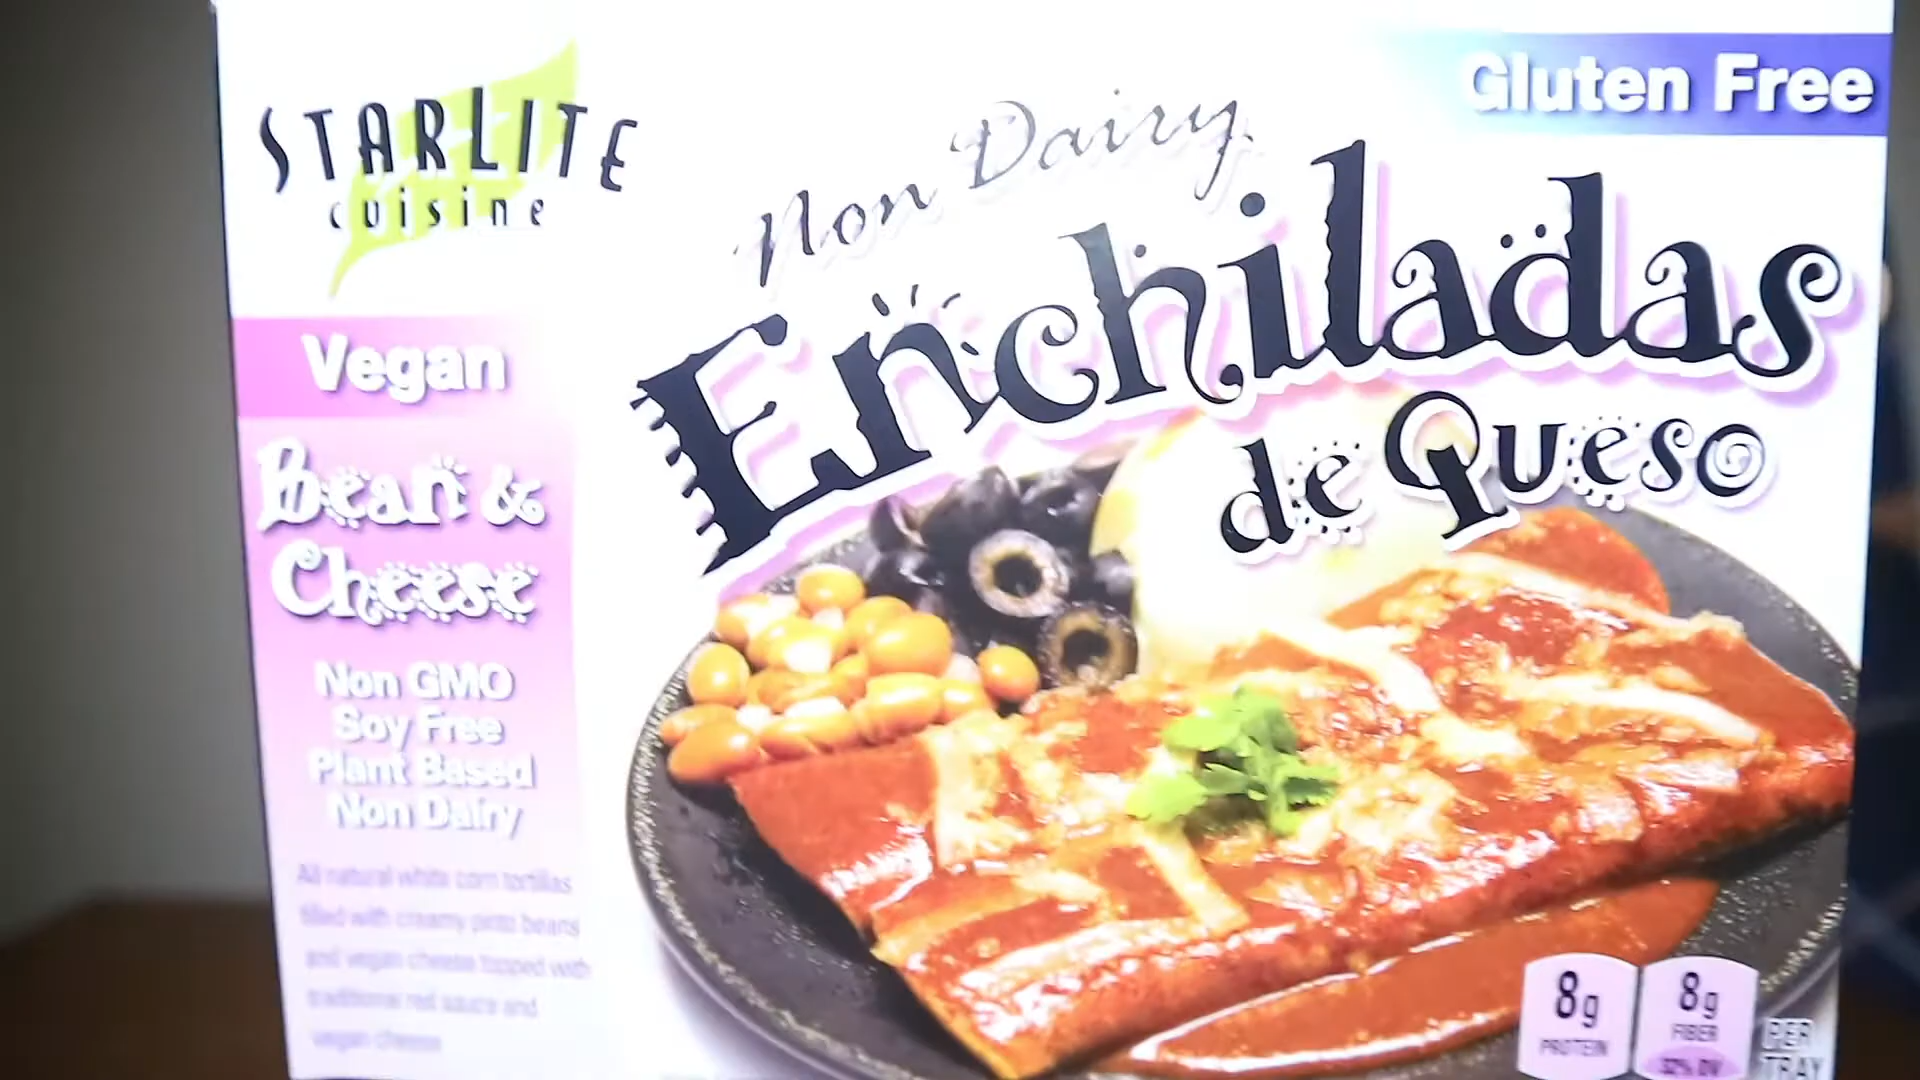 STARLITE
cuisine
Gluten Free
Non Dairy
Enchiladas
de Queso
Vegan
Bean &
Cheese
Non GMO
Soy Free
Plant Based
Non Dairy
All natural white corn tortillas
filled with creamy pinto beans
and vegan cheese topped with
traditional red sauce and
vegan cheese
8g
PROTEIN
8g
FIBER
32% DV
PER
TRAY